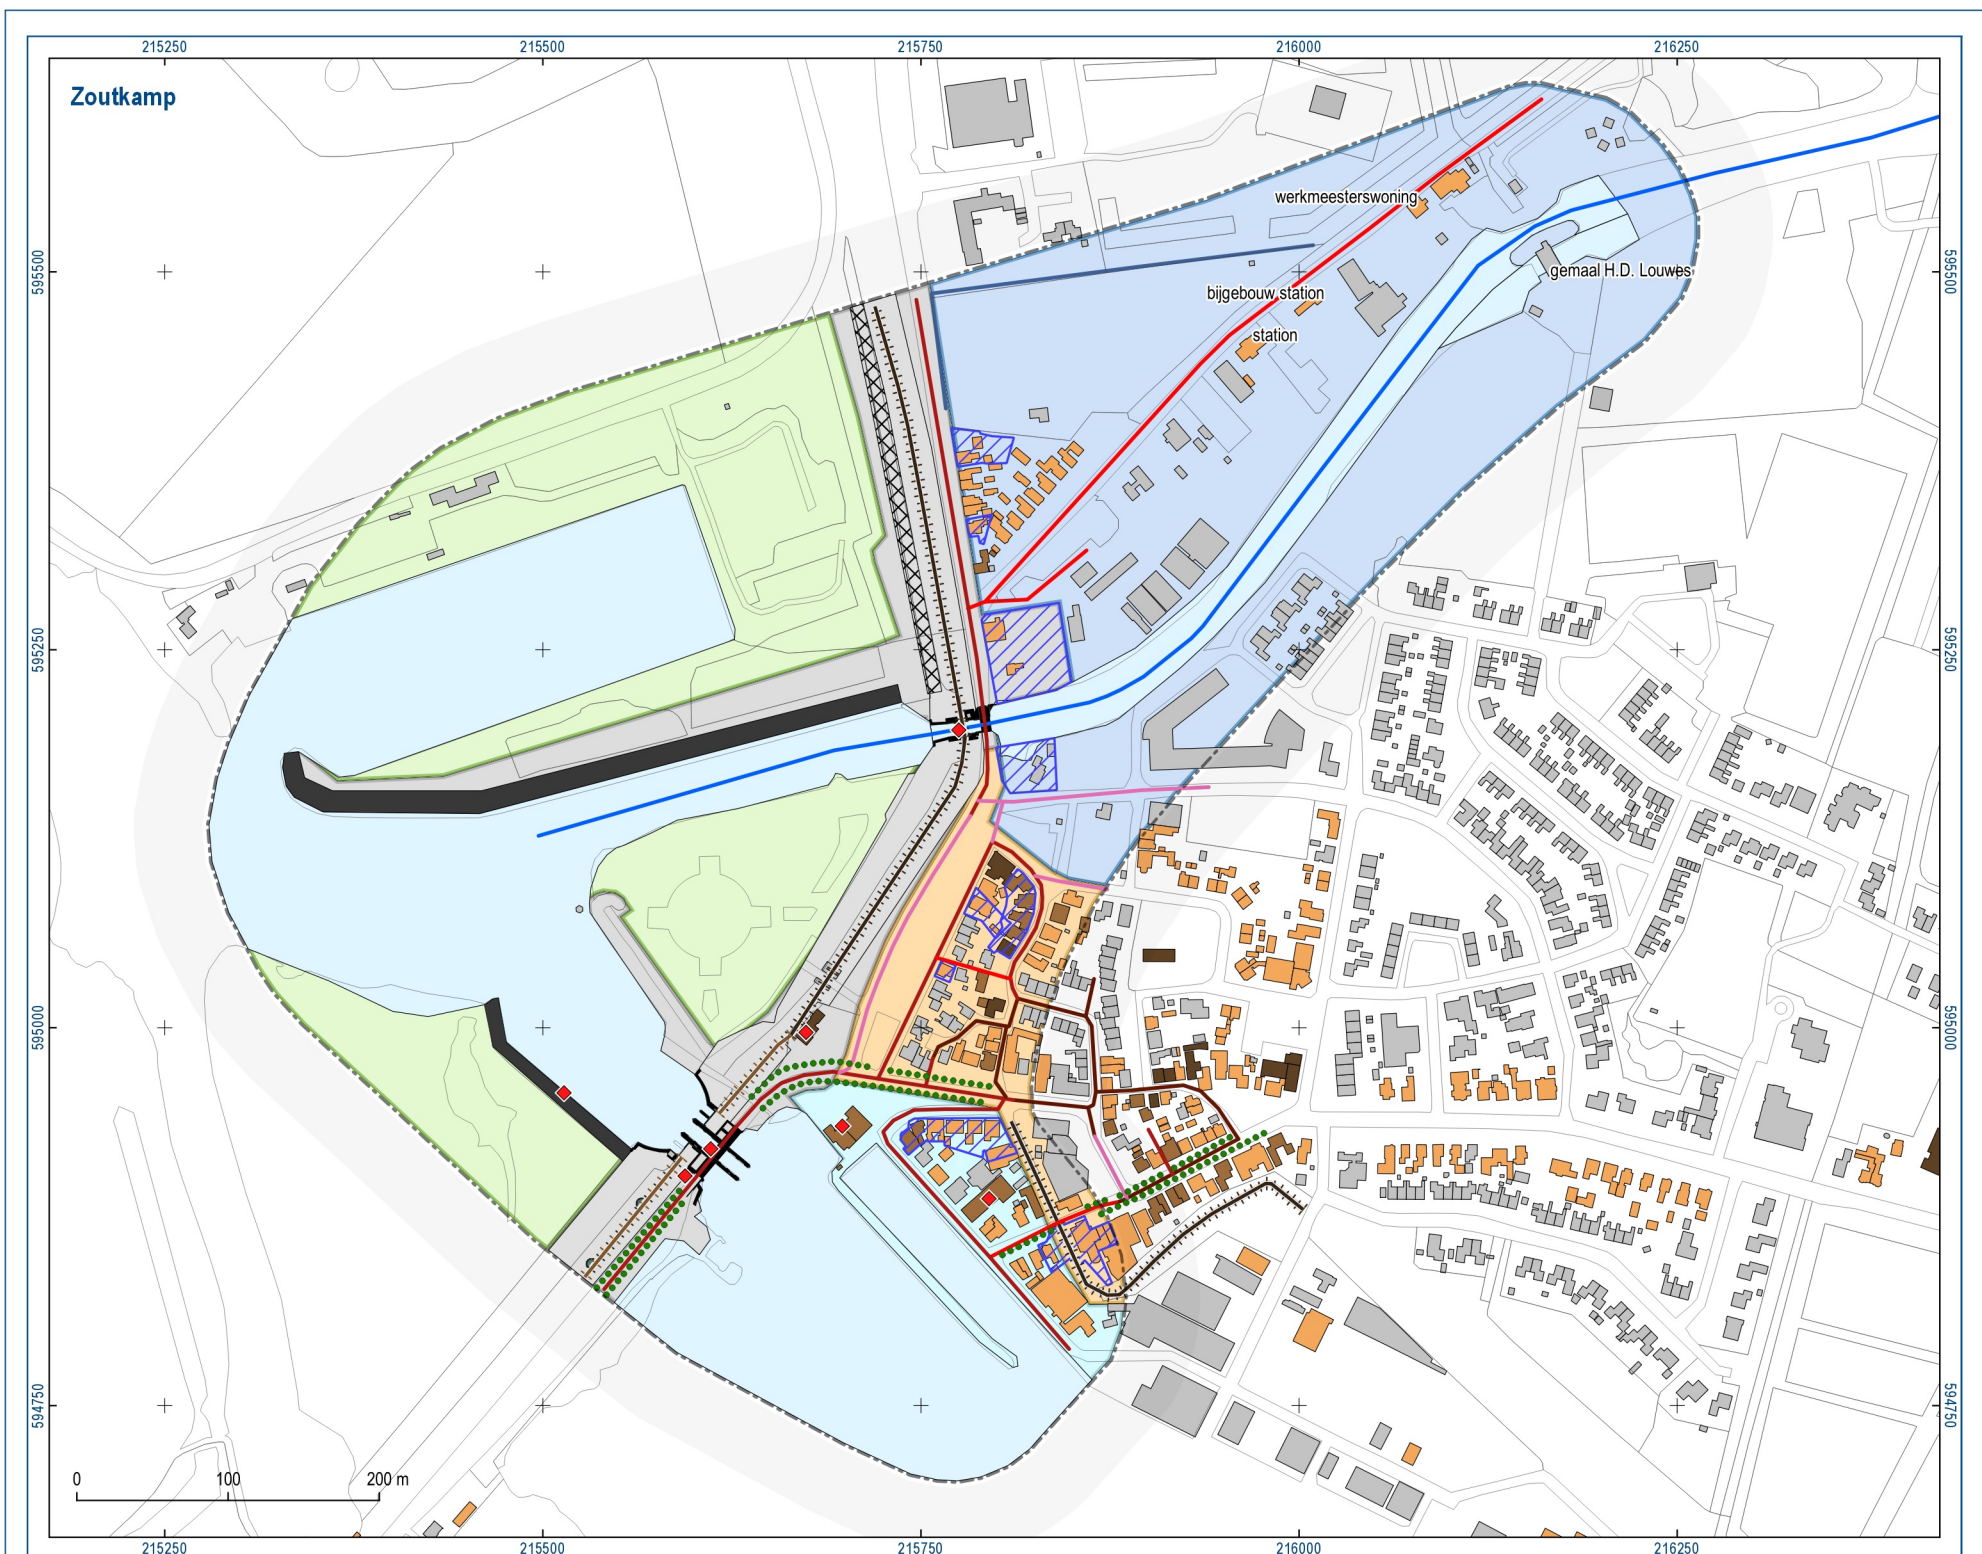 215250 215500 215750 216000 216250
Zoutkamp
werkmeesterswoning
595500
gemaal H.D. Louwes
595500
bijgebouw station
station
595250
595250
595000
595000
594750
594750
0 100 200 m
215250 215500 215750 216000 216250